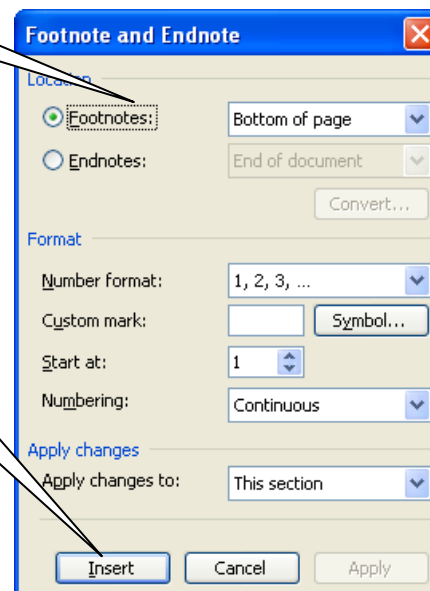 Footnote and Endnote
Location
Footnotes: Bottom of page
Endnotes: End of document
Convert...
Format
Number format: 1, 2, 3, ...
Custom mark: Symbol...
Start at: 1
Numbering: Continuous
Apply changes
Apply changes to: This section
Insert Cancel Apply